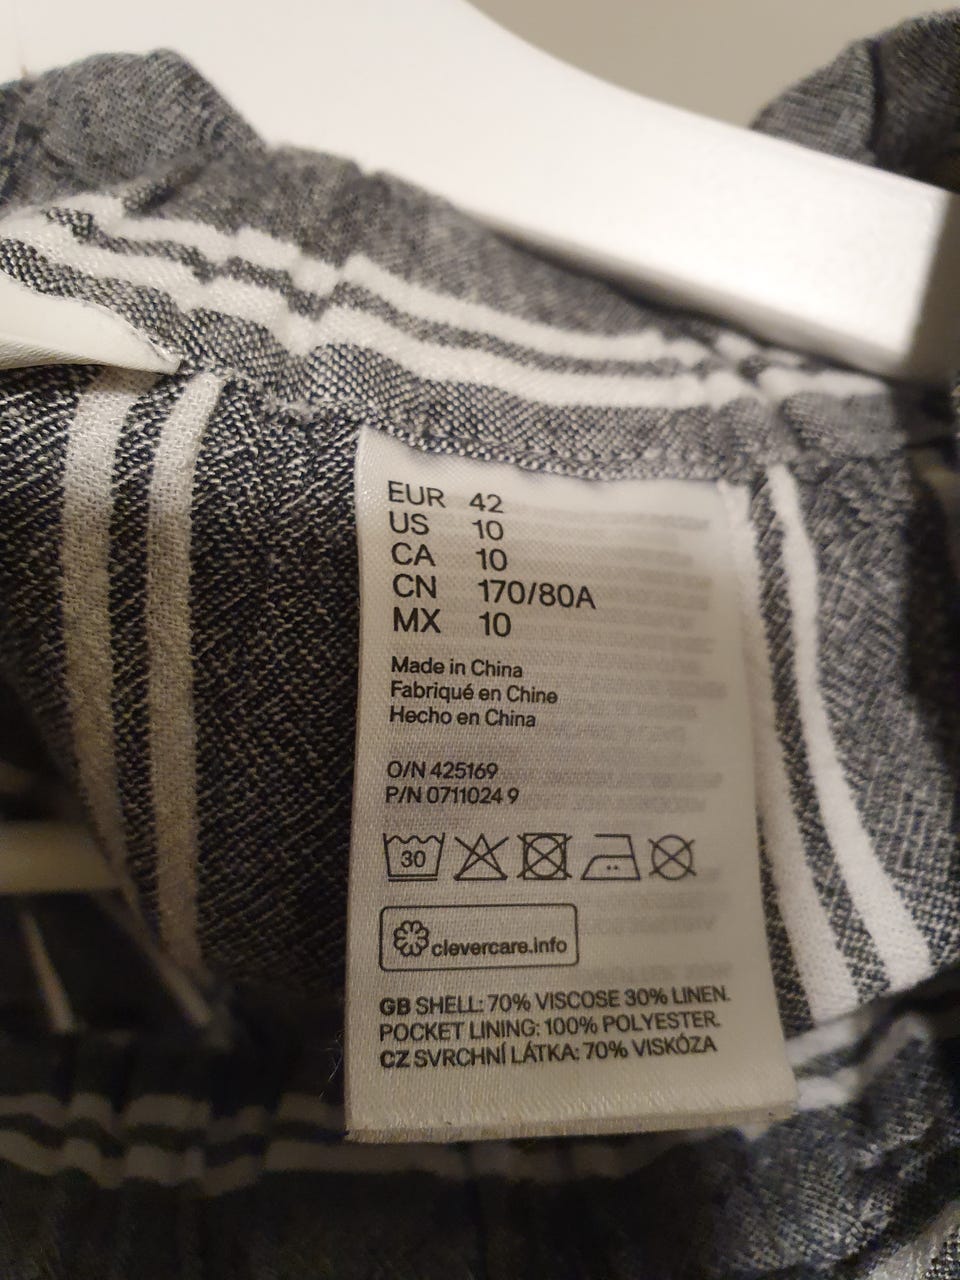 EUR 42
US 10
CA 10
CN 170/80A
MX 10
Made in China
Fabriqué en Chine
Hecho en China
O/N 425169
P/N 0711024 9
30
clevercare.info
GB SHELL: 70% VISCOSE 30% LINEN.
POCKET LINING: 100% POLYESTER.
CZ SVRCHNÍ LÁTKA: 70% VISKÓZA